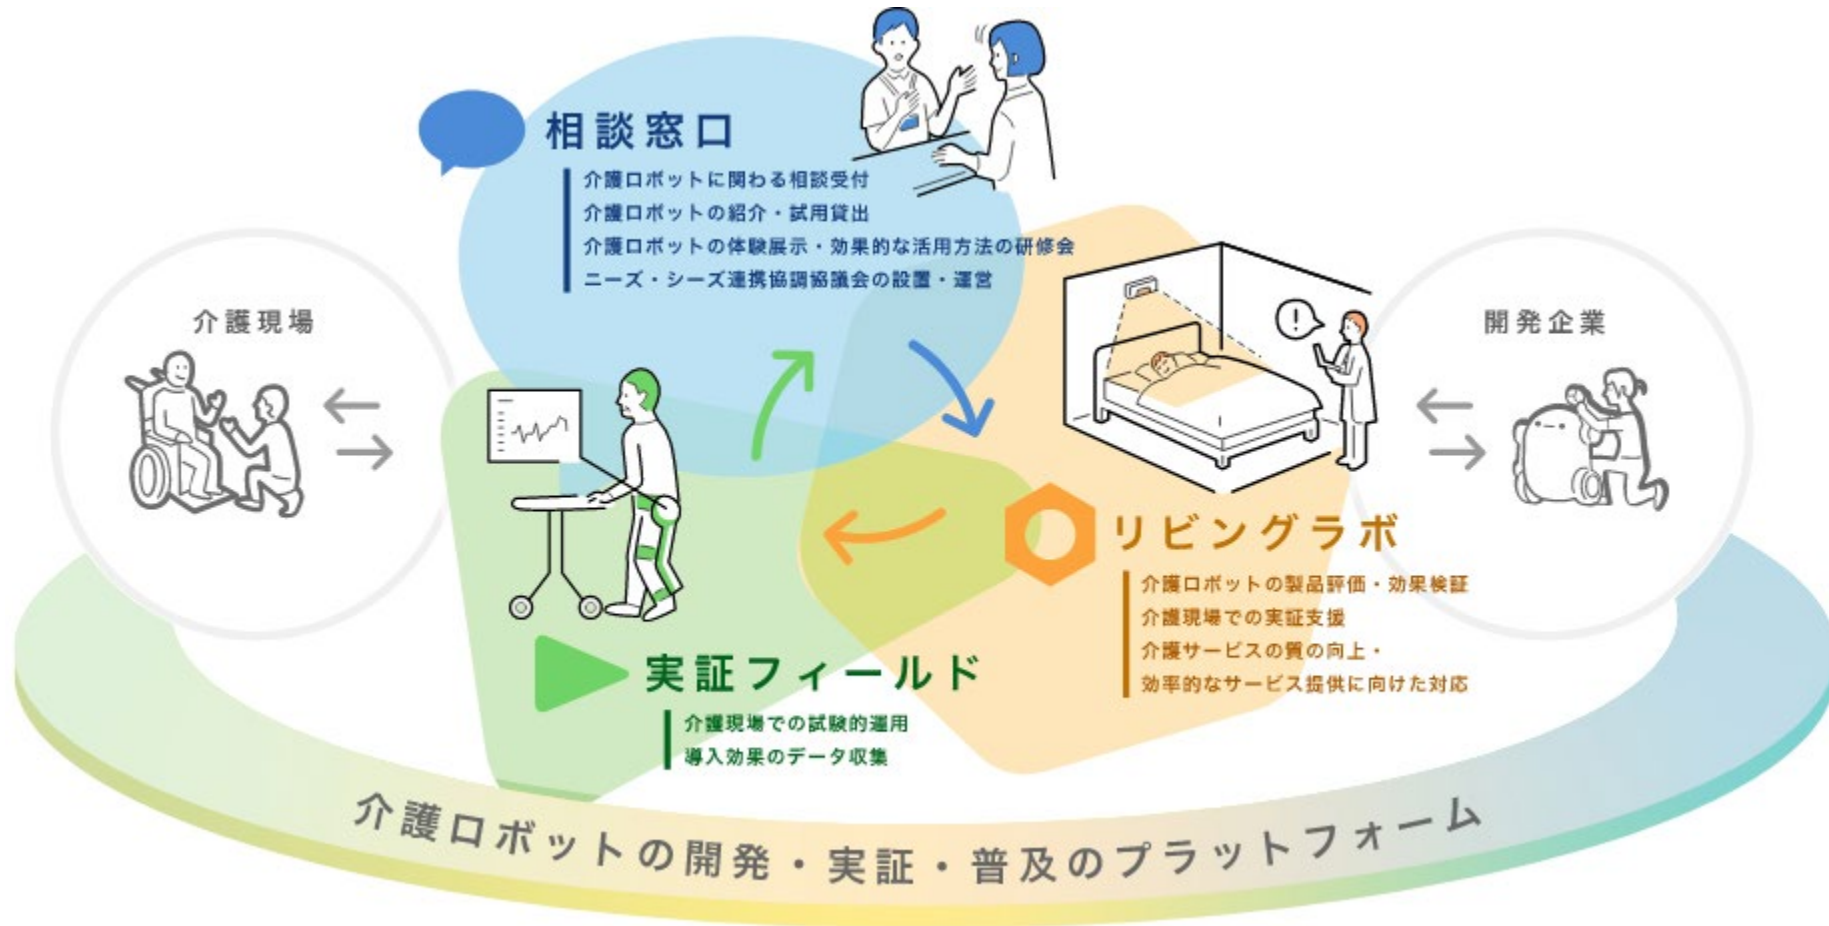 相談窓口
介護ロボットに関わる相談受付
介護ロボットの紹介・試用貸出
介護ロボットの体験展示・効果的な活用方法の研修会
ニーズ・シーズ連携協調協議会の設置・運営
介護現場
開発企業
!
リビングラボ
介護ロボットの製品評価・効果検証
介護現場での実証支援
介護サービスの質の向上・
効率的なサービス提供に向けた対応
実証フィールド
介護現場での試験的運用
導入効果のデータ収集
介護ロボットの開発・実証・普及のプラットフォーム